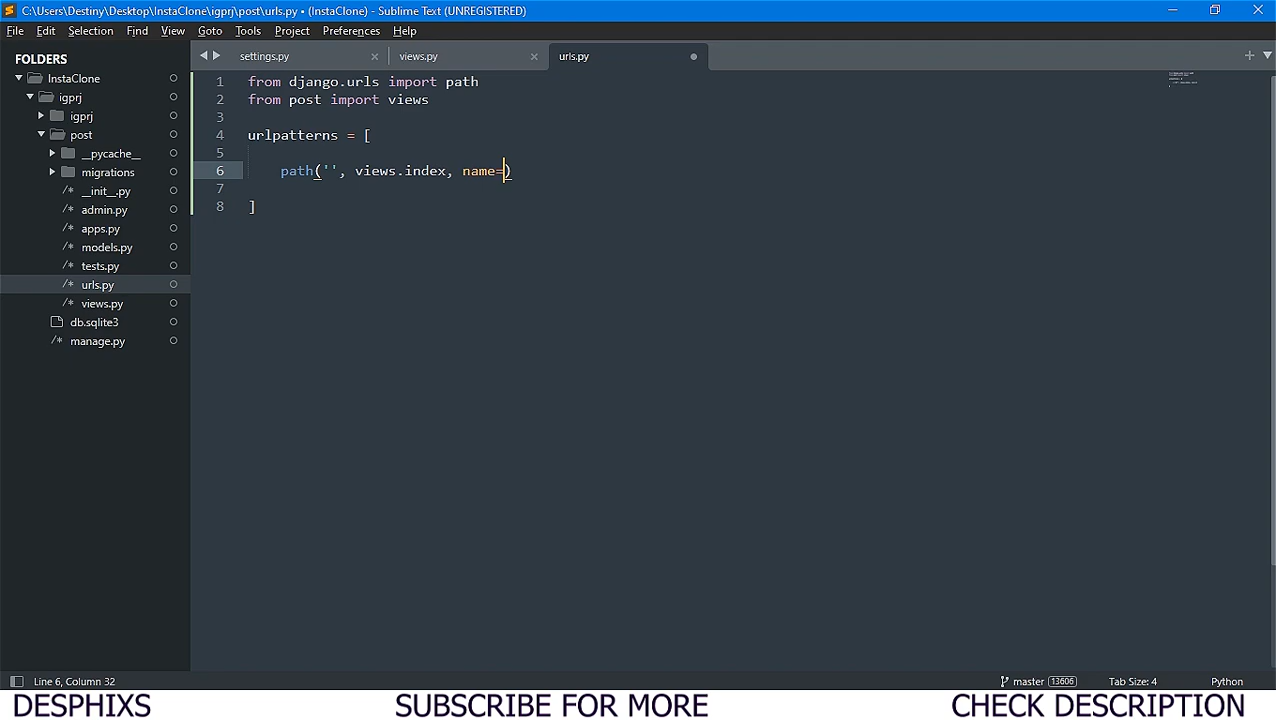 C:\Users\Destiny\Desktop\InstaClone\igprj\post\urls.py • (InstaClone) - Sublime Text (UNREGISTERED)
File Edit Selection View Find Goto Tools Project Preferences Help
FOLDERS
InstaClone
igprj
igprj
post
__pycache__
migrations
/* __init__.py
/* admin.py
/* apps.py
/* models.py
/* tests.py
/* urls.py
/* views.py
db.sqlite3
/* manage.py
settings.py
views.py
urls.py
1 from django.urls import path
2 from post import views
3
4 urlpatterns = [
5
6 path('', views.index, name=)
7
8 ]
Line 6, Column 32
master 13606
Tab Size: 4
Python
DESPHIXS
SUBSCRIBE FOR MORE
CHECK DESCRIPTION